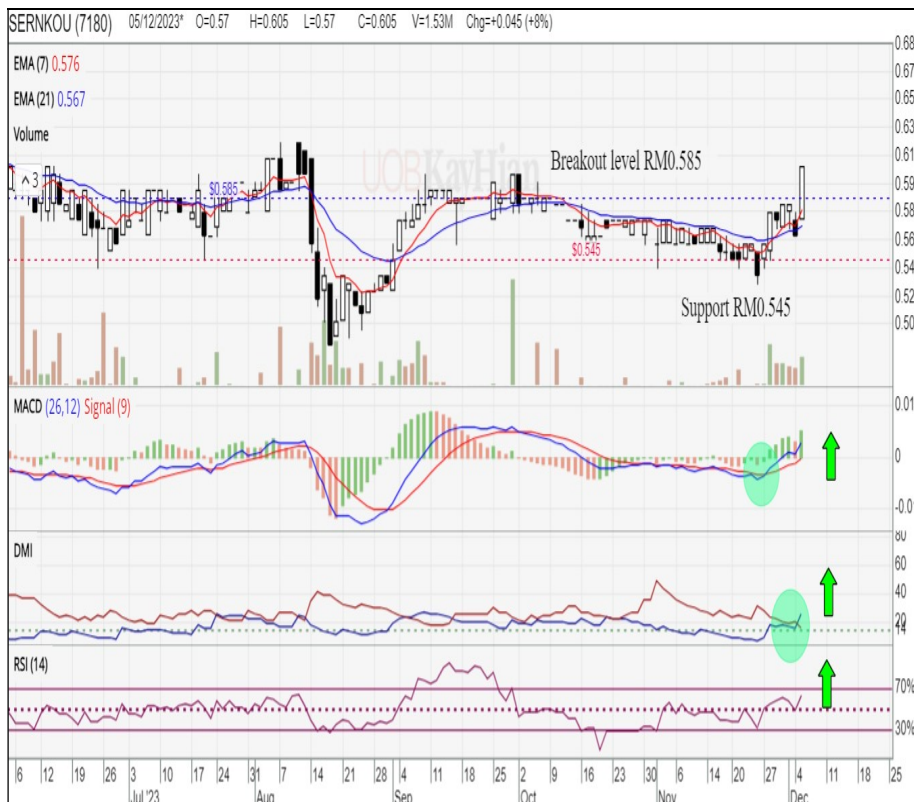 SERNKOU (7180) 05/12/2023* O=0.57 H=0.605 L=0.57 C=0.605 V=1.53M Chg=+0.045 (+8%)
EMA (7) 0.576
EMA (21) 0.567
Volume
3
UOBKayHian
Breakout level RM0.585
$0.585
$0.545
Support RM0.545
0.68
0.67
0.65
0.63
0.61
0.59
0.58
0.56
0.54
0.52
0.50
MACD (26,12) Signal (9)
0.01
0
-0.01
DMI
80
60
40
20
14
RSI (14)
70%
30%
6 12 19 26 3 10 17 24 31 7 14 21 28 4 11 18 25 2 9 16 23 30 6 14 20 27 4 11 18 25
Jul '23 Aug Sep Oct Nov Dec